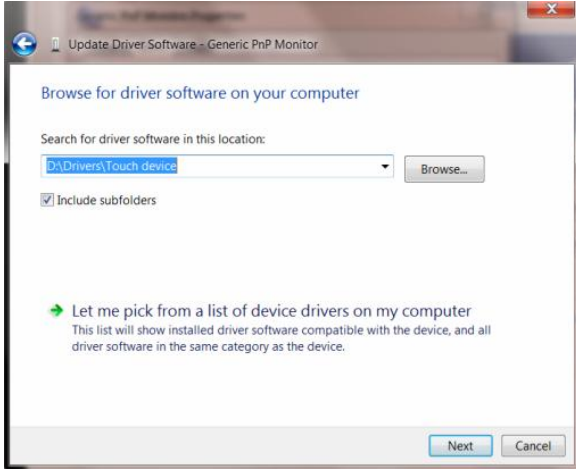 Update Driver Software - Generic PnP Monitor
Browse for driver software on your computer
Search for driver software in this location:
D:\Drivers\Touch device
Browse...
Include subfolders
Let me pick from a list of device drivers on my computer
This list will show installed driver software compatible with the device, and all
driver software in the same category as the device.
Next
Cancel